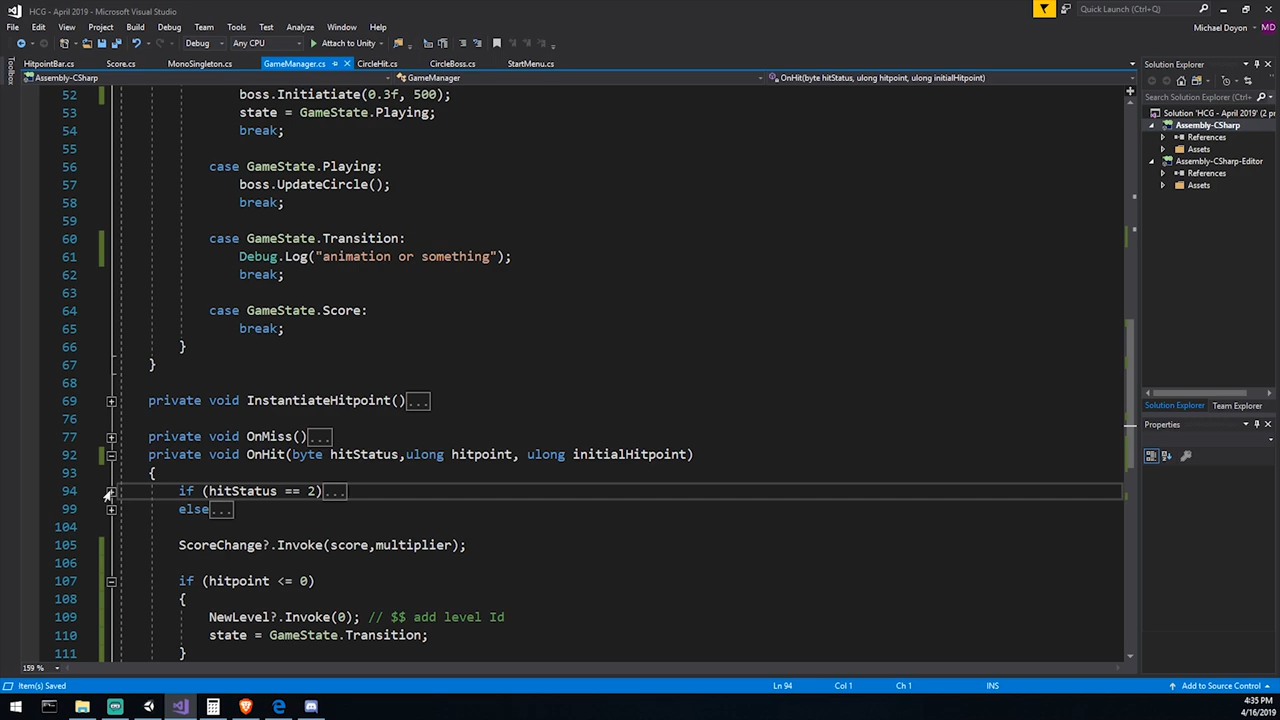 HCG - April 2019 - Microsoft Visual Studio
Quick Launch (Ctrl+Q)
File Edit View Project Build Debug Team Tools Test Analyze Window Help
Michael Doyon MD
Debug Any CPU Attach to Unity
Toolbox
HitpointBar.cs Score.cs MonoSingleton.cs GameManager.cs CircleHit.cs CircleBoss.cs StartMenu.cs
Assembly-CSharp GameManager OnHit(byte hitStatus, ulong hitpoint, ulong initialHitpoint)
52 boss.Initiatiate(0.3f, 500);
53 state = GameState.Playing;
54 break;
55
56 case GameState.Playing:
57 boss.UpdateCircle();
58 break;
59
60 case GameState.Transition:
61 Debug.Log("animation or something");
62 break;
63
64 case GameState.Score:
65 break;
66 }
67 }
68
69 private void InstantiateHitpoint()...
76
77 private void OnMiss()...
92 private void OnHit(byte hitStatus,ulong hitpoint, ulong initialHitpoint)
93 {
94 if (hitStatus == 2)...
99 else...
104
105 ScoreChange?.Invoke(score,multiplier);
106
107 if (hitpoint <= 0)
108 {
109 NewLevel?.Invoke(0); // $$ add level Id
110 state = GameState.Transition;
111 }
159 %
Solution Explorer
Search Solution Explorer (Ctrl+
Solution 'HCG - April 2019' (2 p
Assembly-CSharp
References
Assets
Assembly-CSharp-Editor
References
Assets
Solution Explorer Team Explorer
Properties
Item(s) Saved Ln 94 Col 1 Ch 1 INS Add to Source Control
4:35 PM
4/16/2019